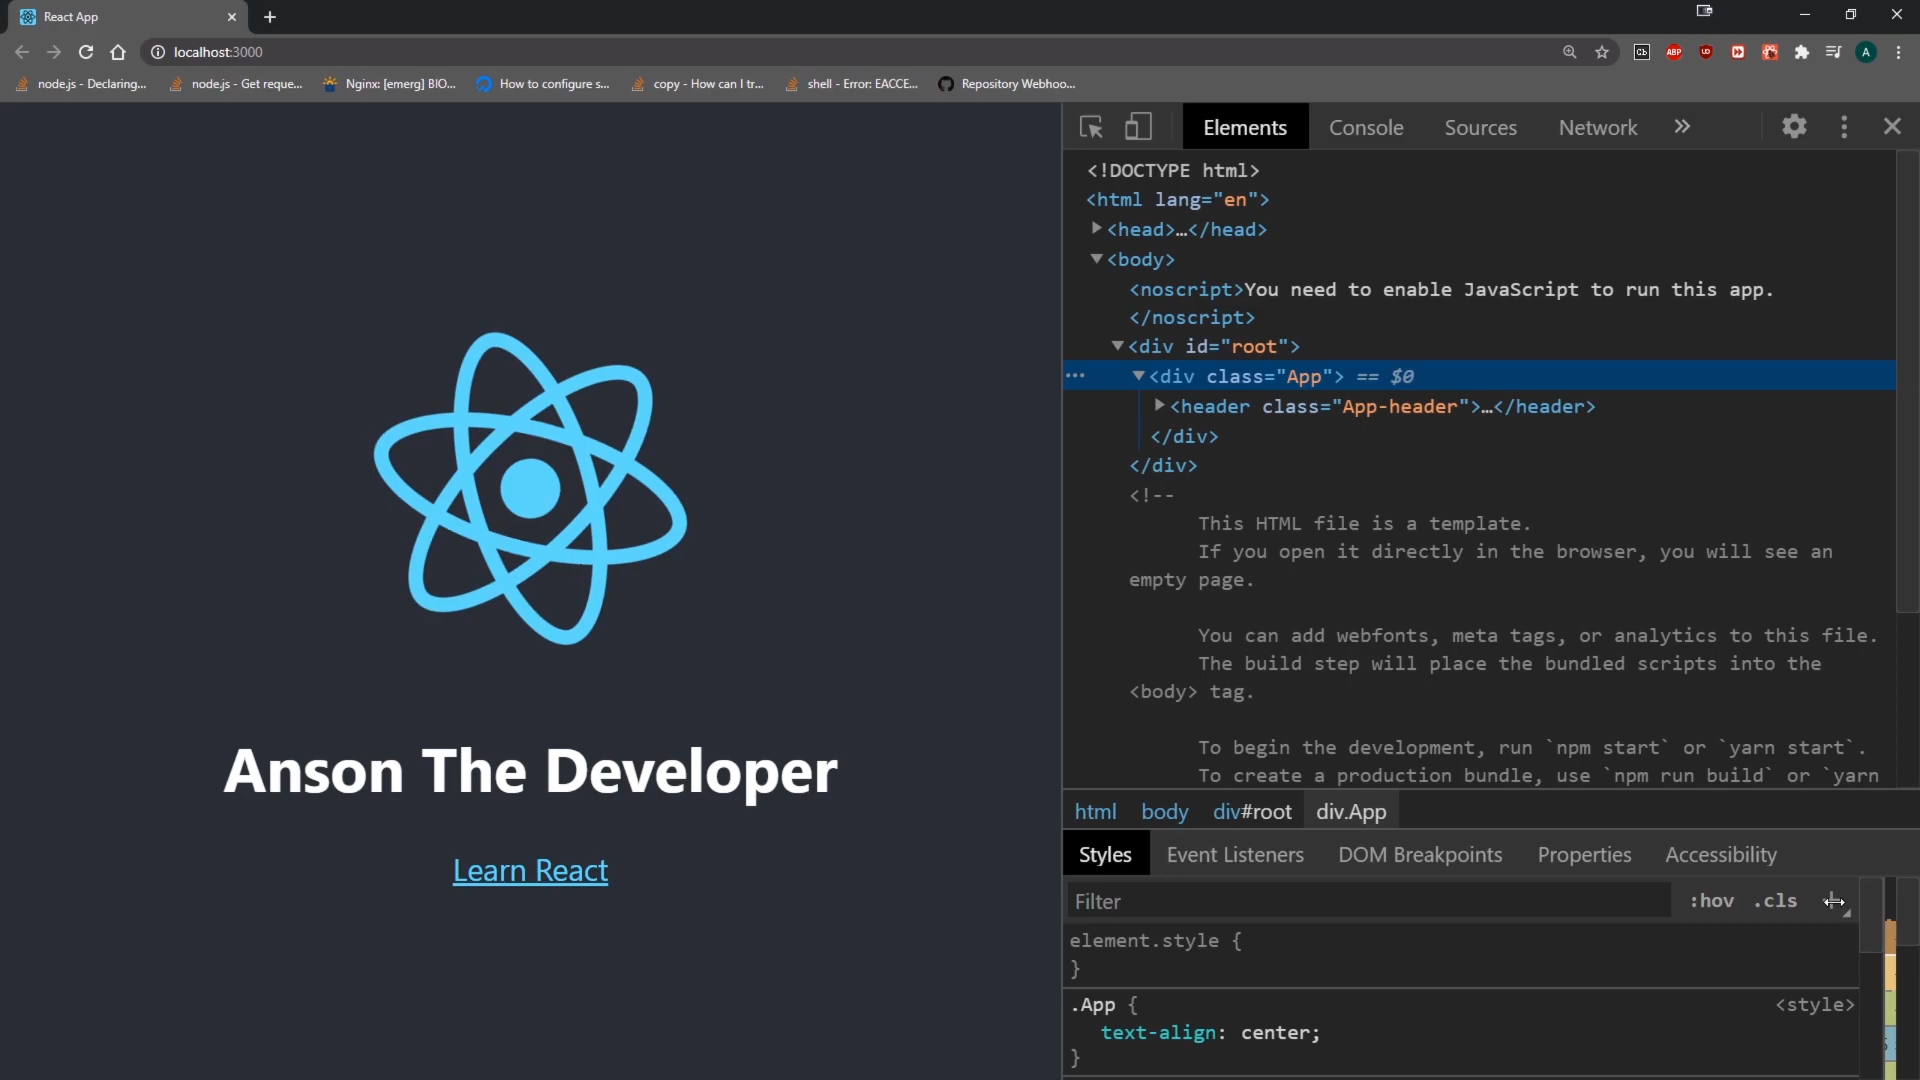 React App
localhost:3000
node.js - Declaring...
node.js - Get reque...
Nginx: [emerg] BIO...
How to configure s...
copy - How can I tr...
shell - Error: EACCE...
Repository Webhoo...
ABP
A
Elements Console Sources Network
<!DOCTYPE html>
<html lang="en">
<head>…</head>
<body>
<noscript>You need to enable JavaScript to run this app.
</noscript>
<div id="root">
<div class="App"> == $0
<header class="App-header">…</header>
</div>
</div>
<!--
This HTML file is a template.
If you open it directly in the browser, you will see an
empty page.
You can add webfonts, meta tags, or analytics to this file.
The build step will place the bundled scripts into the
<body> tag.
To begin the development, run `npm start` or `yarn start`.
To create a production bundle, use `npm run build` or `yarn
html body div#root div.App
Styles Event Listeners DOM Breakpoints Properties Accessibility
Filter :hov .cls
element.style {
}
.App { <style>
text-align: center;
}
Anson The Developer
Learn React